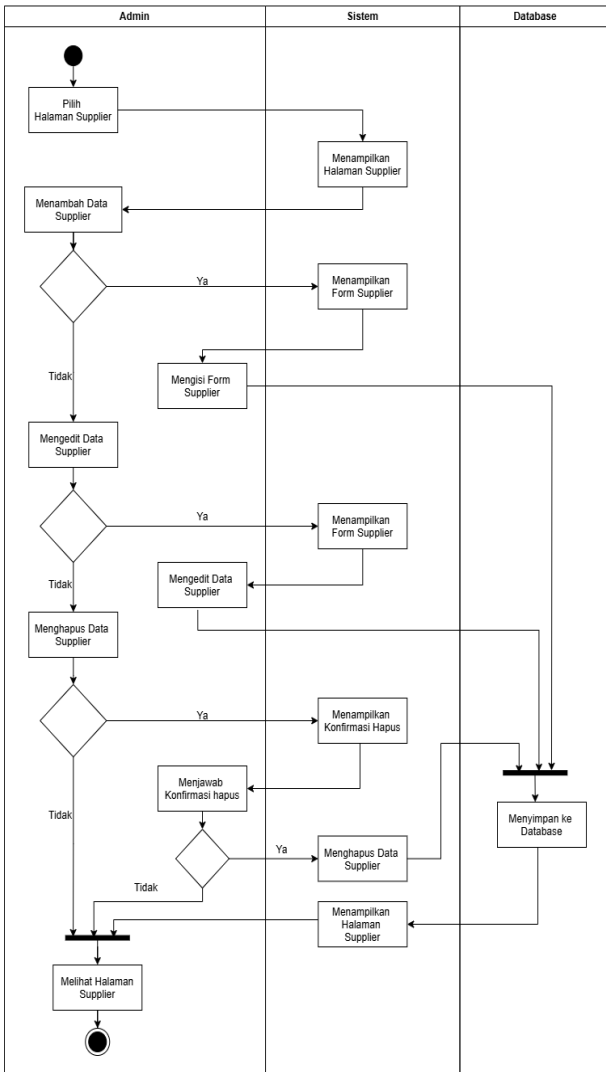 Admin
Sistem
Database
Pilih
Halaman Supplier
Menampilkan
Halaman Supplier
Menambah Data
Supplier
Ya
Menampilkan
Form Supplier
Tidak
Mengisi Form
Supplier
Mengedit Data
Supplier
Ya
Menampilkan
Form Supplier
Tidak
Mengedit Data
Supplier
Menghapus Data
Supplier
Ya
Menampilkan
Konfirmasi Hapus
Tidak
Menjawab
Konfirmasi hapus
Menyimpan ke
Database
Ya
Menghapus Data
Supplier
Tidak
Menampilkan
Halaman
Supplier
Melihat Halaman
Supplier